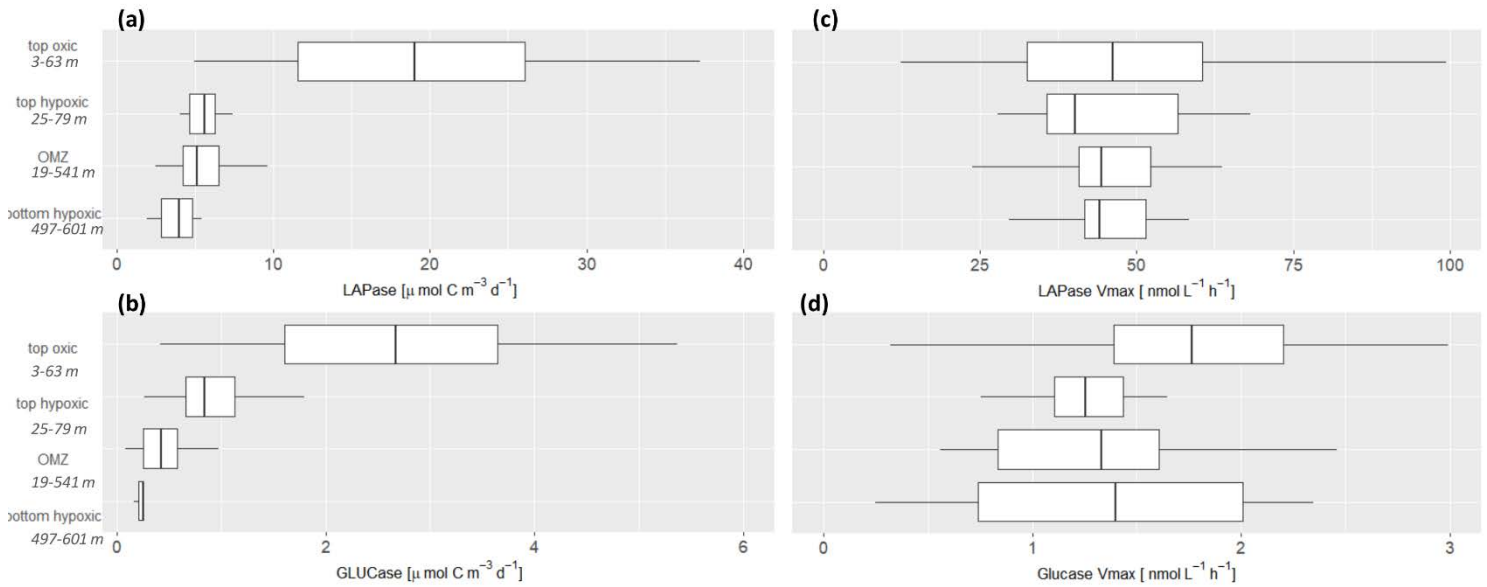 (a)
top oxic
3-63 m
top hypoxic
25-79 m
OMZ
19-541 m
bottom hypoxic
497-601 m
0 10 20 30 40
LAPase [μ mol C m⁻³ d⁻¹]
(c)
0 25 50 75 100
LAPase Vmax [ nmol L⁻¹ h⁻¹]
(b)
top oxic
3-63 m
top hypoxic
25-79 m
OMZ
19-541 m
bottom hypoxic
497-601 m
0 2 4 6
GLUCase [μ mol C m⁻³ d⁻¹]
(d)
0 1 2 3
Glucase Vmax [ nmol L⁻¹ h⁻¹]